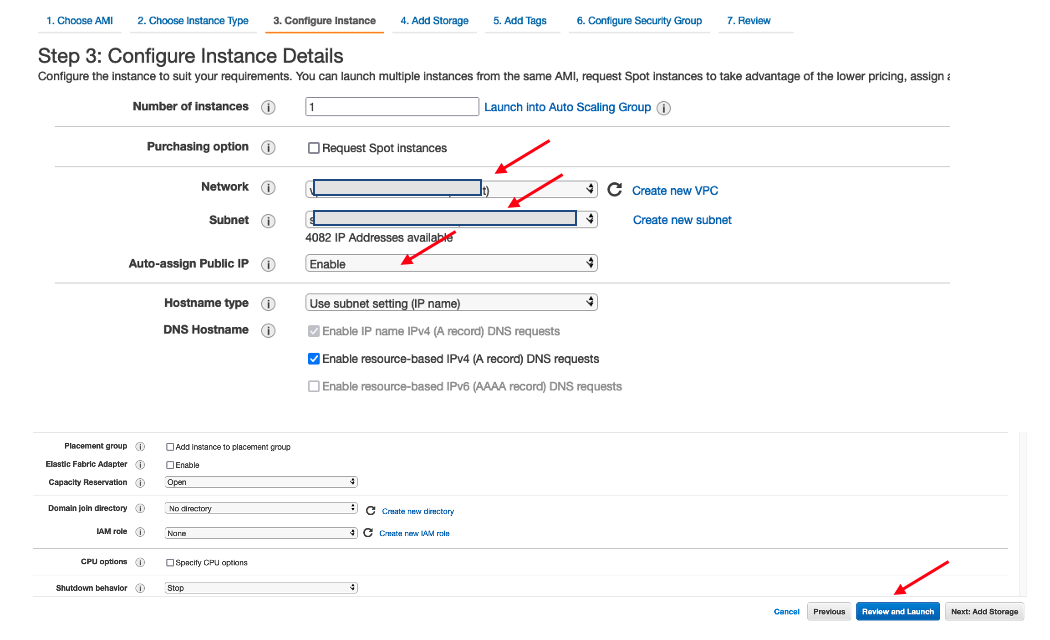 1. Choose AMI 2. Choose Instance Type 3. Configure Instance 4. Add Storage 5. Add Tags 6. Configure Security Group 7. Review
Step 3: Configure Instance Details
Configure the instance to suit your requirements. You can launch multiple instances from the same AMI, request Spot instances to take advantage of the lower pricing, assign a
Number of instances i 1 Launch into Auto Scaling Group i
Purchasing option i Request Spot instances
Network i t) Create new VPC
Subnet i s Create new subnet
4082 IP Addresses available
Auto-assign Public IP i Enable
Hostname type i Use subnet setting (IP name)
DNS Hostname i Enable IP name IPv4 (A record) DNS requests
Enable resource-based IPv4 (A record) DNS requests
Enable resource-based IPv6 (AAAA record) DNS requests
Placement group i Add instance to placement group
Elastic Fabric Adapter i Enable
Capacity Reservation i Open
Domain join directory i No directory Create new directory
IAM role i None Create new IAM role
CPU options i Specify CPU options
Shutdown behavior i Stop
Cancel Previous Review and Launch Next: Add Storage